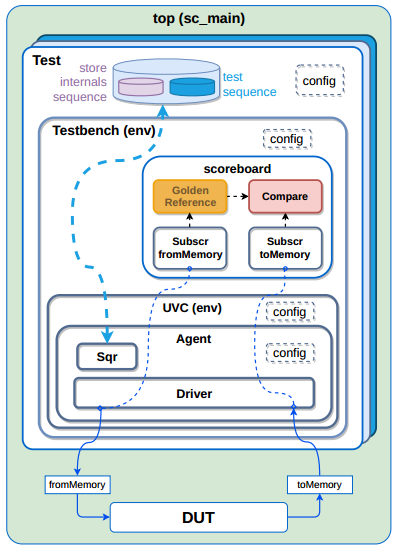 top (sc_main)
Test
store
internals
sequence
test
sequence
config
Testbench (env)
config
scoreboard
Golden
Reference
Compare
Subscr
fromMemory
Subscr
toMemory
UVC (env)
config
Agent
config
Sqr
Driver
fromMemory
toMemory
DUT